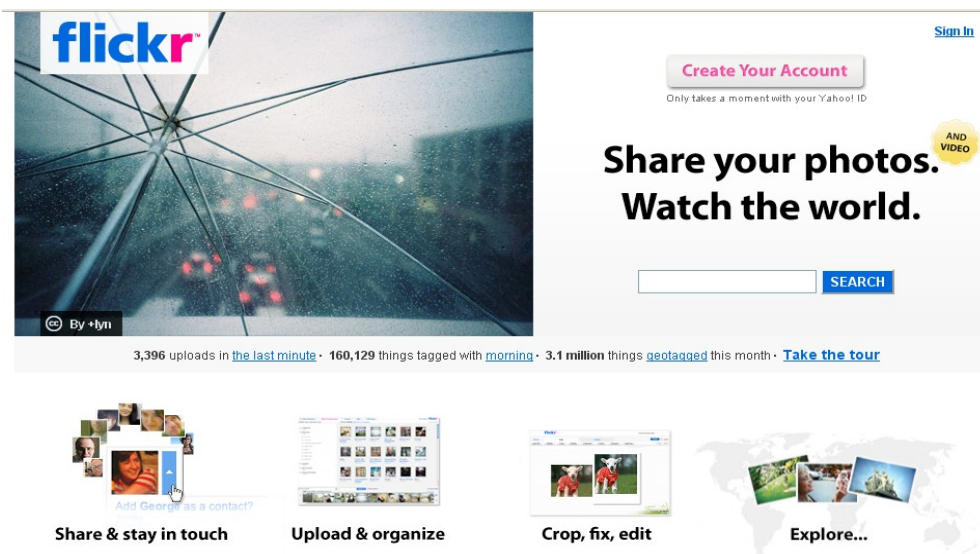 flickr™
Sign In
Create Your Account
Only takes a moment with your Yahoo! ID
AND
VIDEO
Share your photos.
Watch the world.
SEARCH
cc By +lyn
3,396 uploads in the last minute · 160,129 things tagged with morning · 3.1 million things geotagged this month · Take the tour
Add George as a contact?
Share & stay in touch
Upload & organize
Crop, fix, edit
Explore...